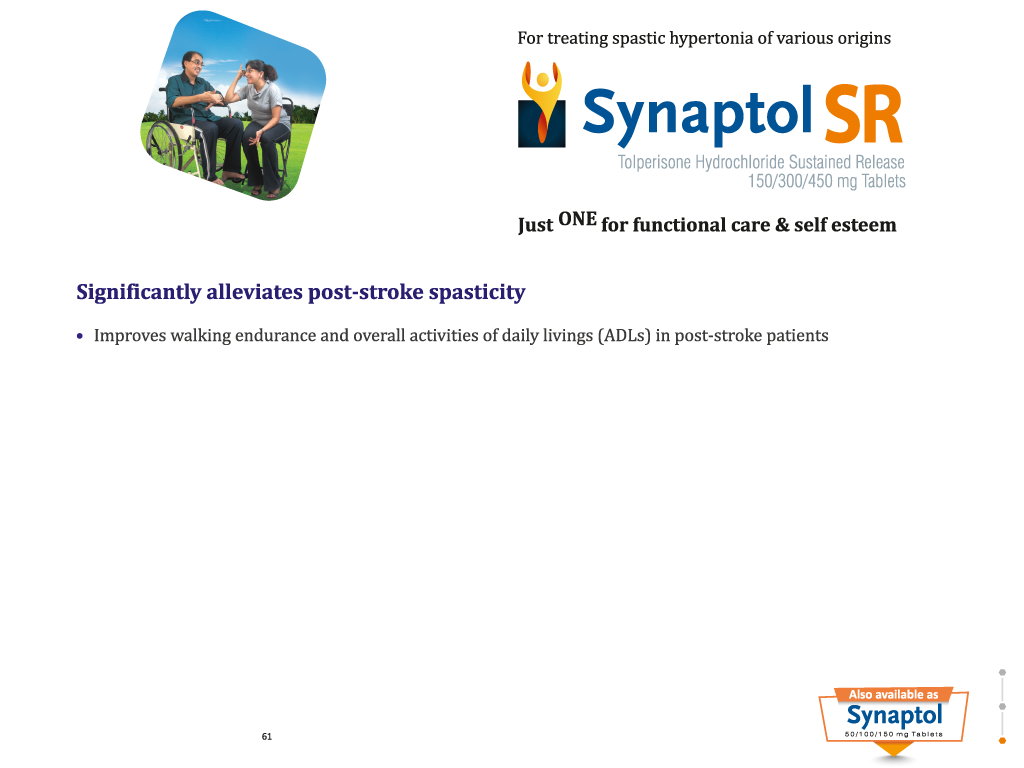 For treating spastic hypertonia of various origins
Synaptol SR
Tolperisone Hydrochloride Sustained Release
150/300/450 mg Tablets
Just ONE for functional care & self esteem
Significantly alleviates post-stroke spasticity
• Improves walking endurance and overall activities of daily livings (ADLs) in post-stroke patients
Also available as
Synaptol
50/100/150 mg Tablets
61